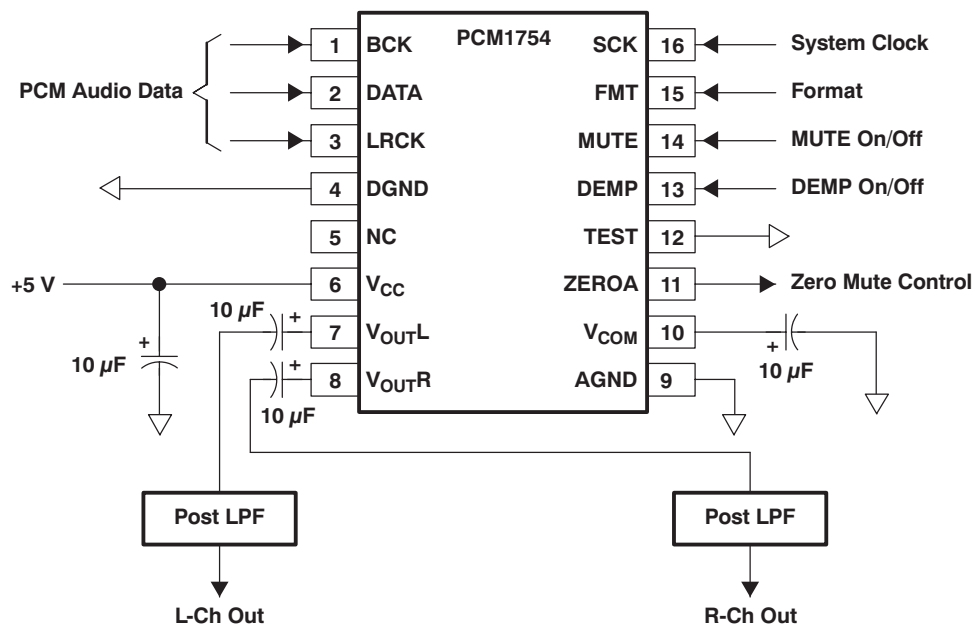 PCM1754
PCM Audio Data
1 BCK
2 DATA
3 LRCK
4 DGND
5 NC
6 VCC
7 VOUTL
8 VOUTR
SCK 16 System Clock
FMT 15 Format
MUTE 14 MUTE On/Off
DEMP 13 DEMP On/Off
TEST 12
ZEROA 11 Zero Mute Control
VCOM 10
AGND 9
+5 V
10 µF
+
+
10 µF
+
10 µF
+
10 µF
Post LPF
Post LPF
L-Ch Out
R-Ch Out